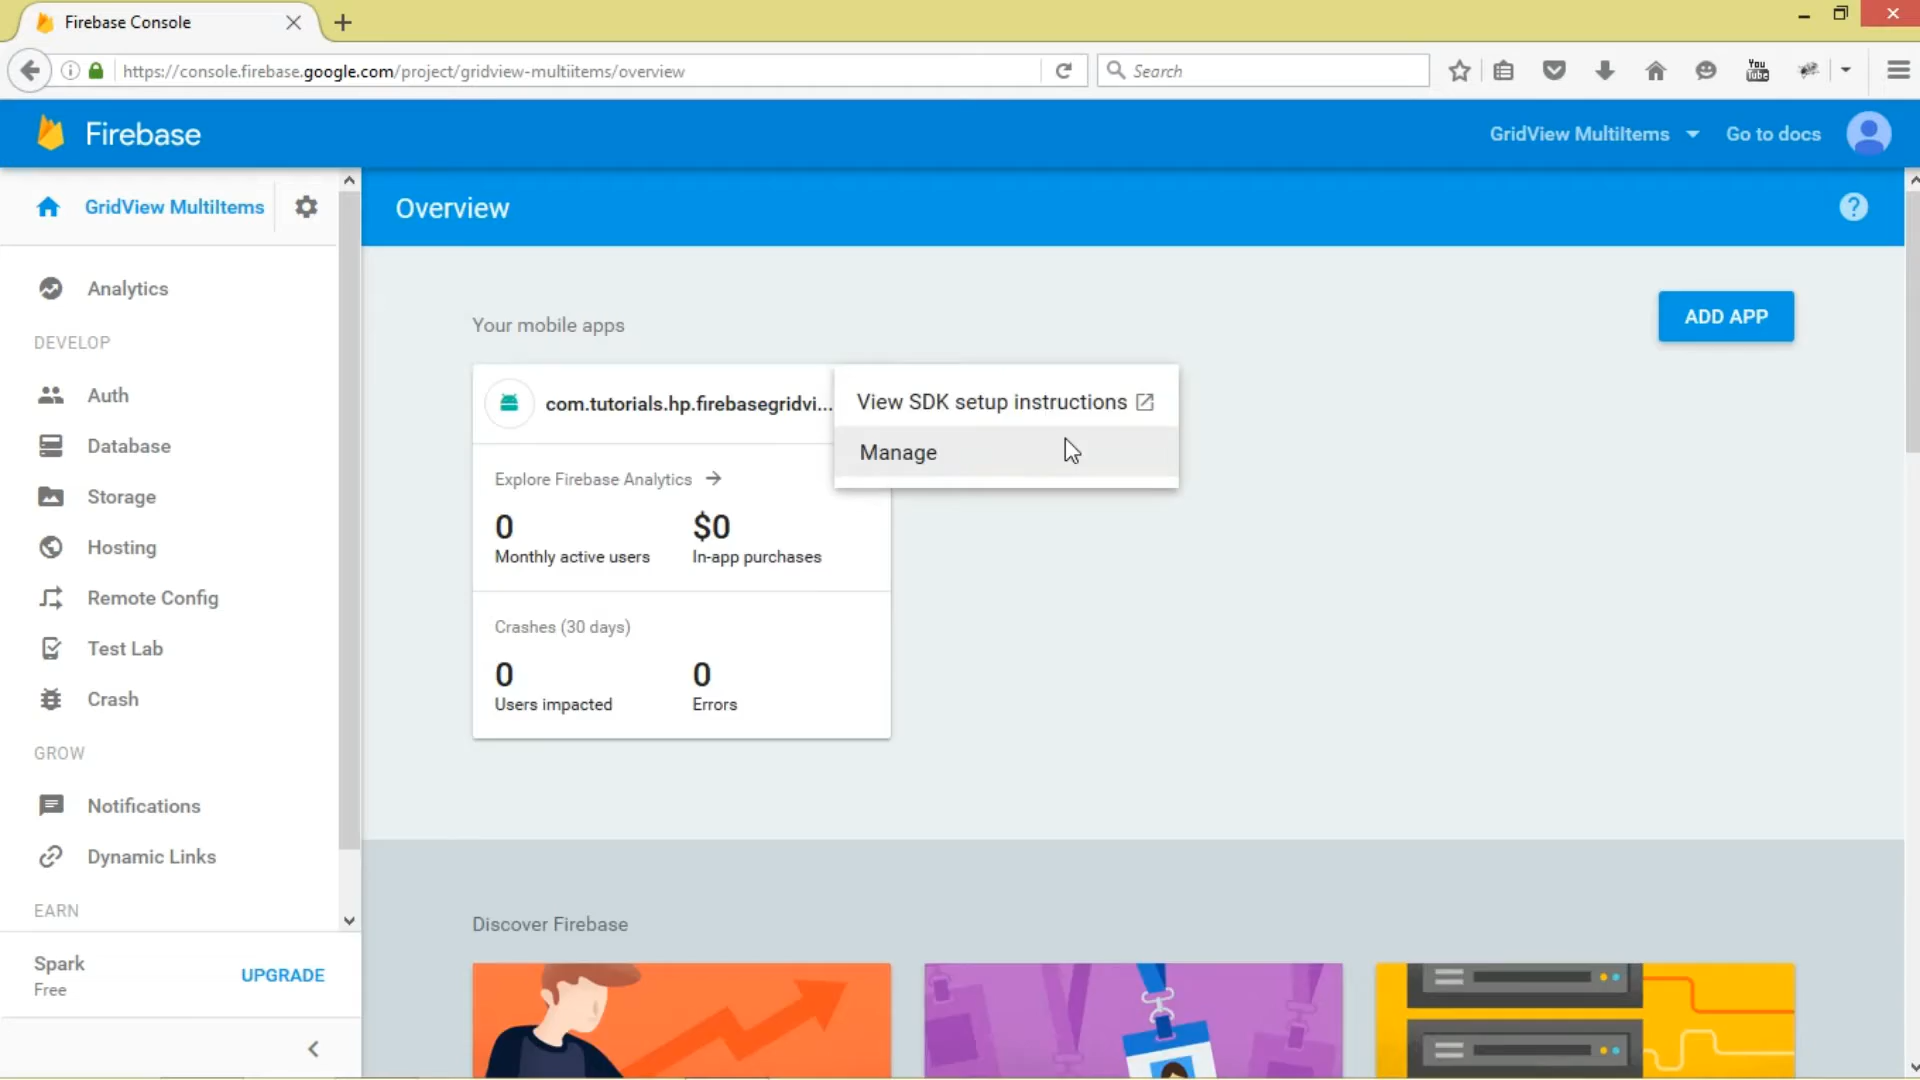 Firebase Console
https://console.firebase.google.com/project/gridview-multiitems/overview
Search
You
Tube
Firebase
GridView MultiItems
Go to docs
GridView MultiItems
Overview
Analytics
DEVELOP
Auth
Database
Storage
Hosting
Remote Config
Test Lab
Crash
GROW
Notifications
Dynamic Links
EARN
Spark
Free
UPGRADE
Your mobile apps
ADD APP
com.tutorials.hp.firebasegridvi...
View SDK setup instructions
Manage
Explore Firebase Analytics
0
$0
Monthly active users
In-app purchases
Crashes (30 days)
0
0
Users impacted
Errors
Discover Firebase